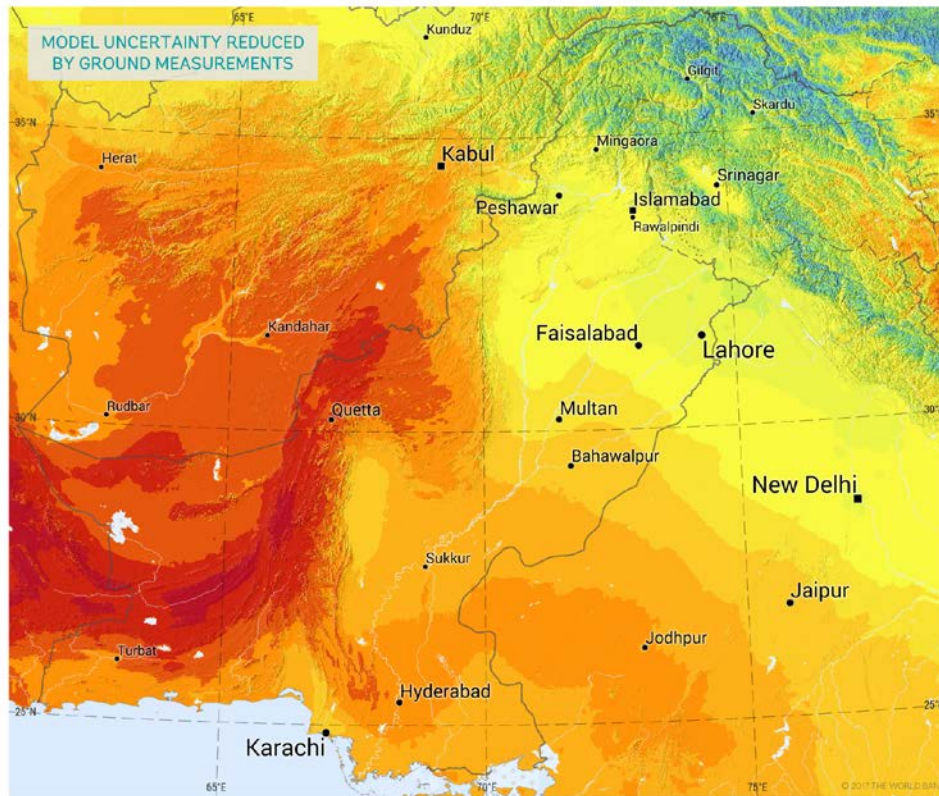 65°E
70°E
75°E
MODEL UNCERTAINTY REDUCED
BY GROUND MEASUREMENTS
Kunduz
Gilgit
Skardu
35°N
35°N
Mingaora
Herat
Kabul
Srinagar
Peshawar
Islamabad
Rawalpindi
Kandahar
Faisalabad
Lahore
Rudbar
Quetta
Multan
30°N
30°N
Bahawalpur
New Delhi
Sukkur
Jaipur
Turbat
Jodhpur
Hyderabad
25°N
25°N
Karachi
65°E
70°E
75°E
© 2017 THE WORLD BAN